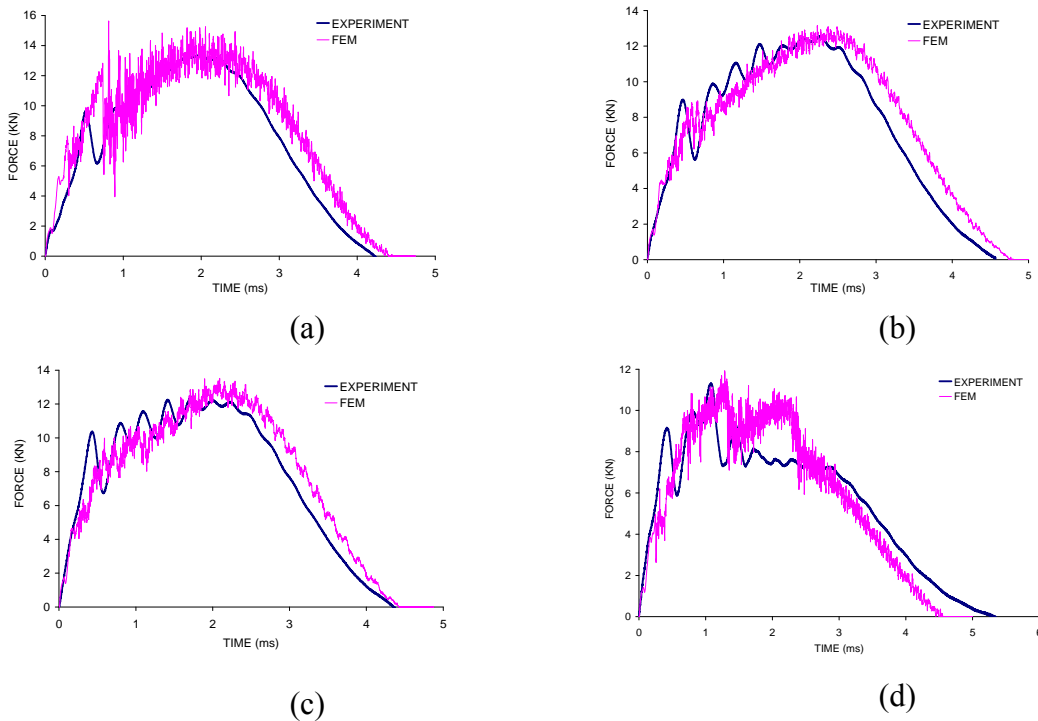 16
14
12
10
8
6
4
2
0
FORCE (KN)
EXPERIMENT
FEM
0 1 2 3 4 5
TIME (ms)
(a)
14
12
10
8
6
4
2
0
FORCE (KN)
EXPERIMENT
FEM
0 1 2 3 4 5
TIME (ms)
(b)
14
12
10
8
6
4
2
0
FORCE (KN)
EXPERIMENT
FEM
0 1 2 3 4 5
TIME (ms)
(c)
12
10
8
6
4
2
0
FORCE (KN)
EXPERIMENT
FEM
0 1 2 3 4 5 6
TIME (ms)
(d)